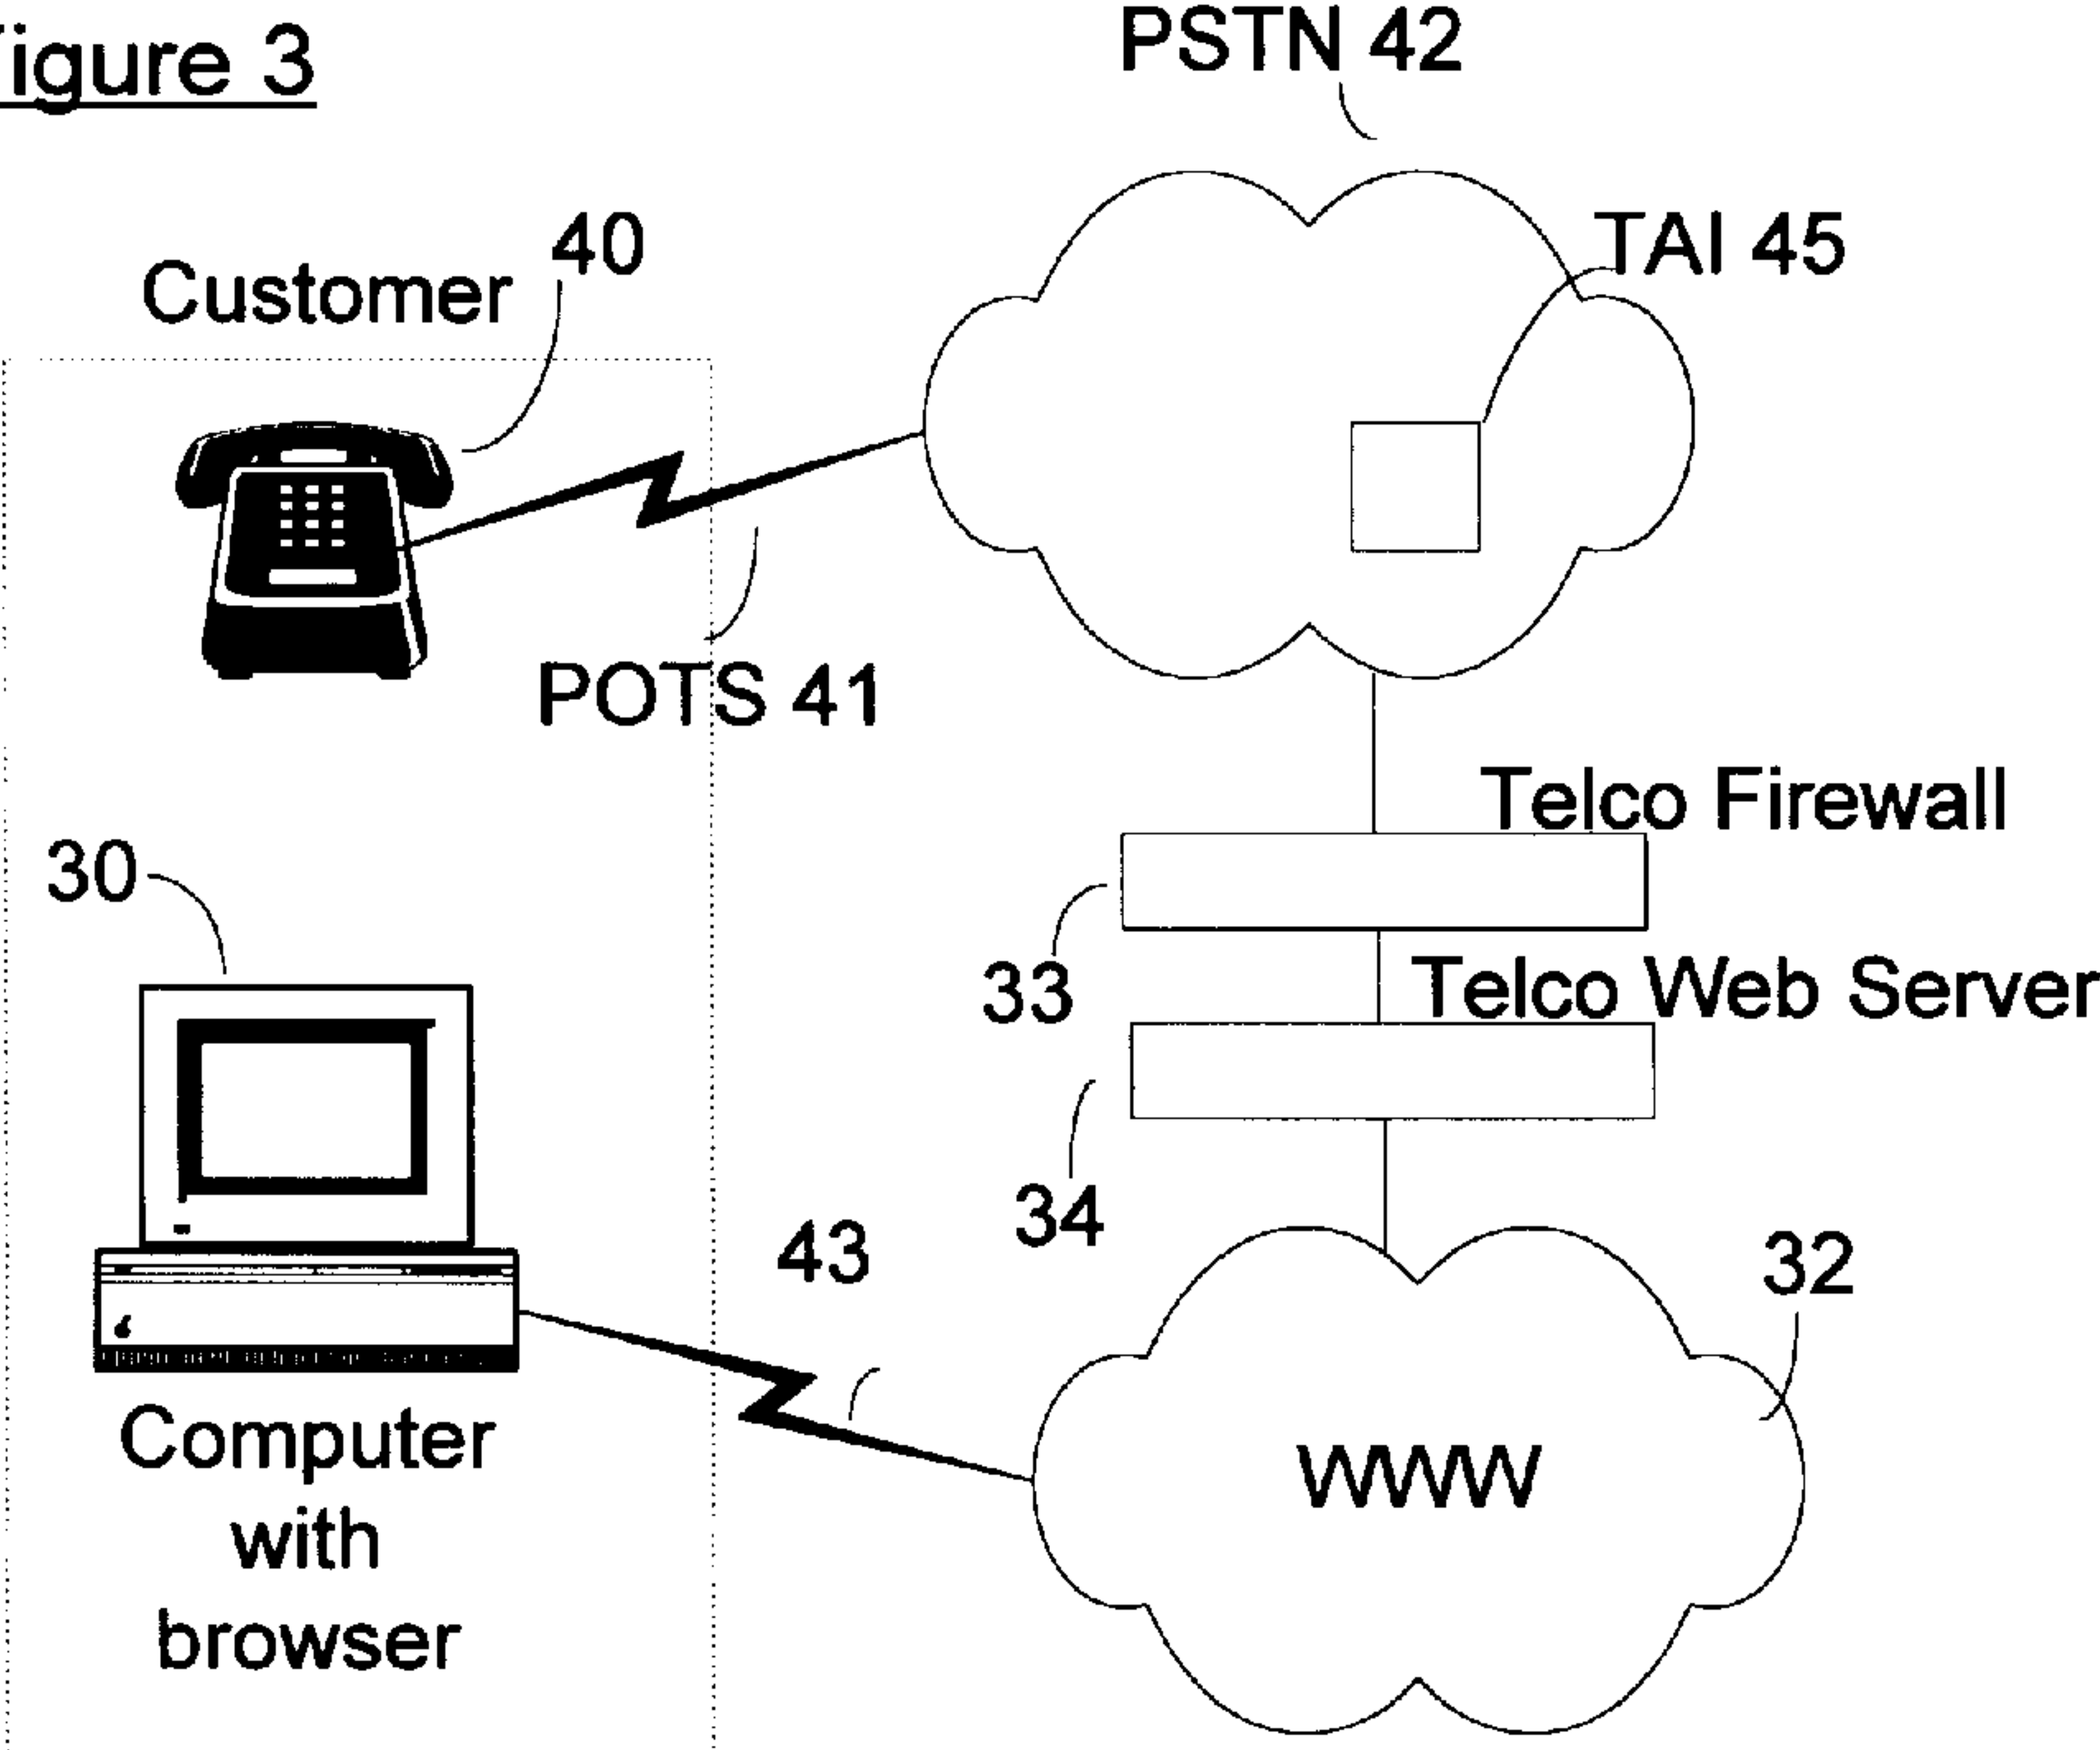 igure 3
PSTN 42
40
TAI 45
Customer
POTS 41
Telco Firewall
30
33
Telco Web Server
34
43
32
Computer
with
browser
WWW